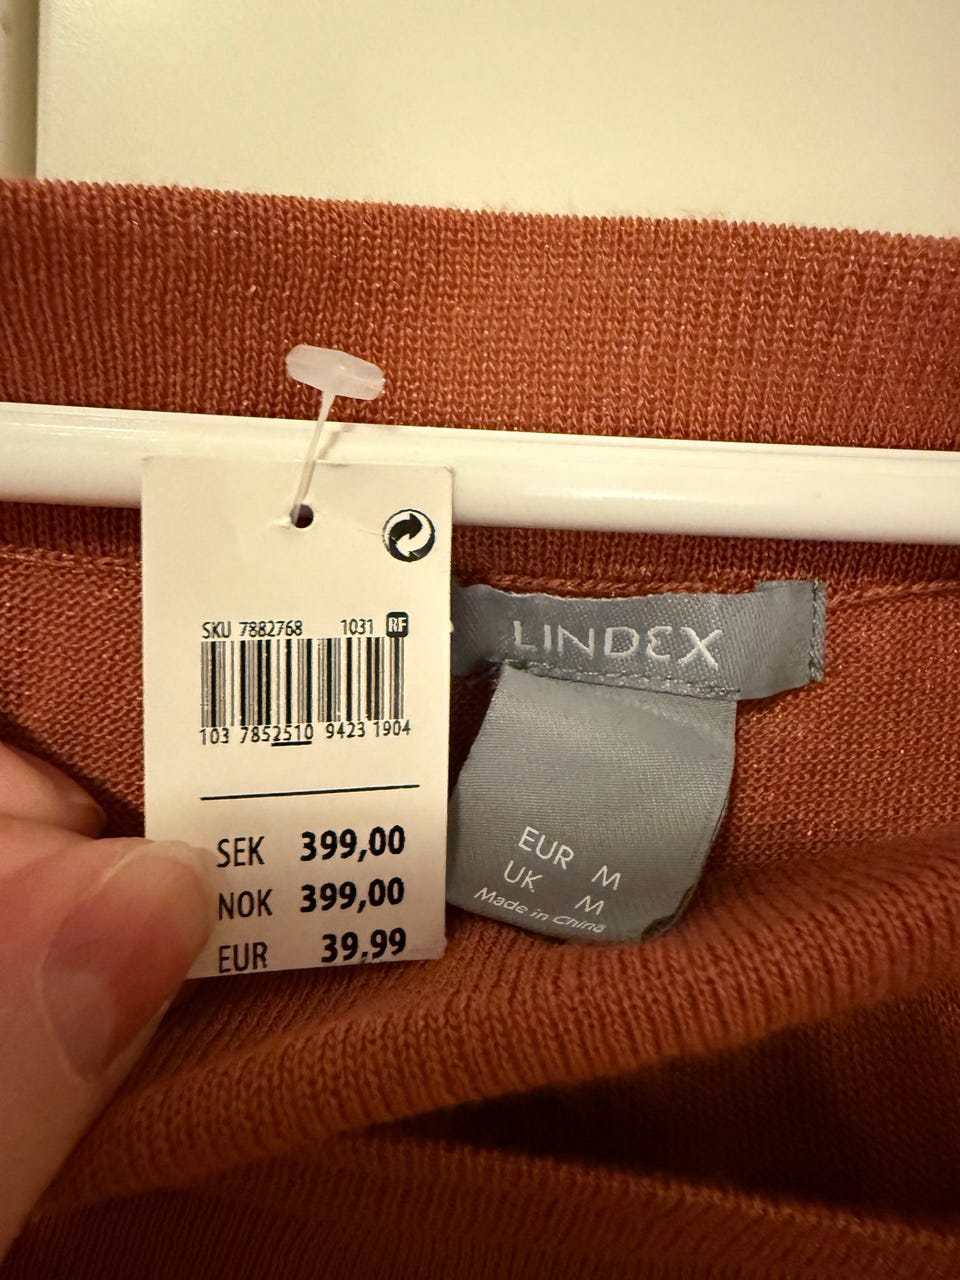 SKU 7882768 1031 RF
103 7852510 9423 1904
SEK 399,00
NOK 399,00
EUR 39.99
LINDEX
EUR M
UK M
Made in China